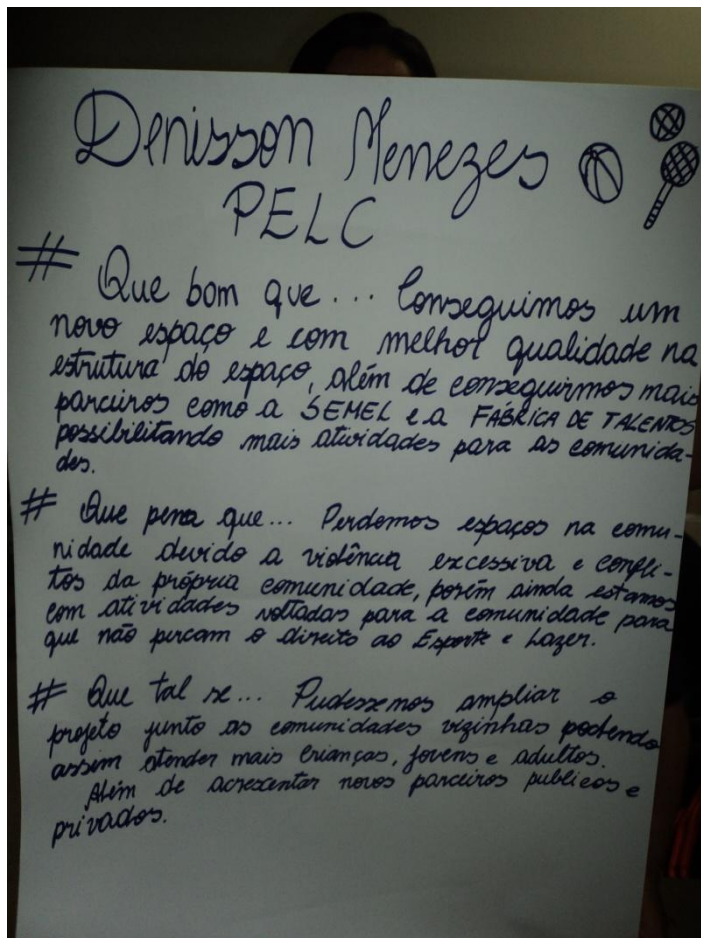 Denisson Menezes
PELC
# Que bom que... Conseguimos um
novo espaço e com melhor qualidade na
estrutura do espaço, além de conseguirmos mais
parceiros como a SEMEL e a FÁBRICA DE TALENTOS
possibilitando mais atividades para as comunida-
des.
# Que pena que... Perdemos espaços na comu-
nidade devido a violência excessiva e confli-
tos da própria comunidade, porém ainda estamos
com atividades voltadas para a comunidade para
que não percam o direito ao Esporte e Lazer.
# Que tal se... Pudessemos ampliar o
projeto junto as comunidades vizinhas podendo
assim atender mais crianças, jovens e adultos.
Além de acrescentar novos parceiros publicos e
privados.